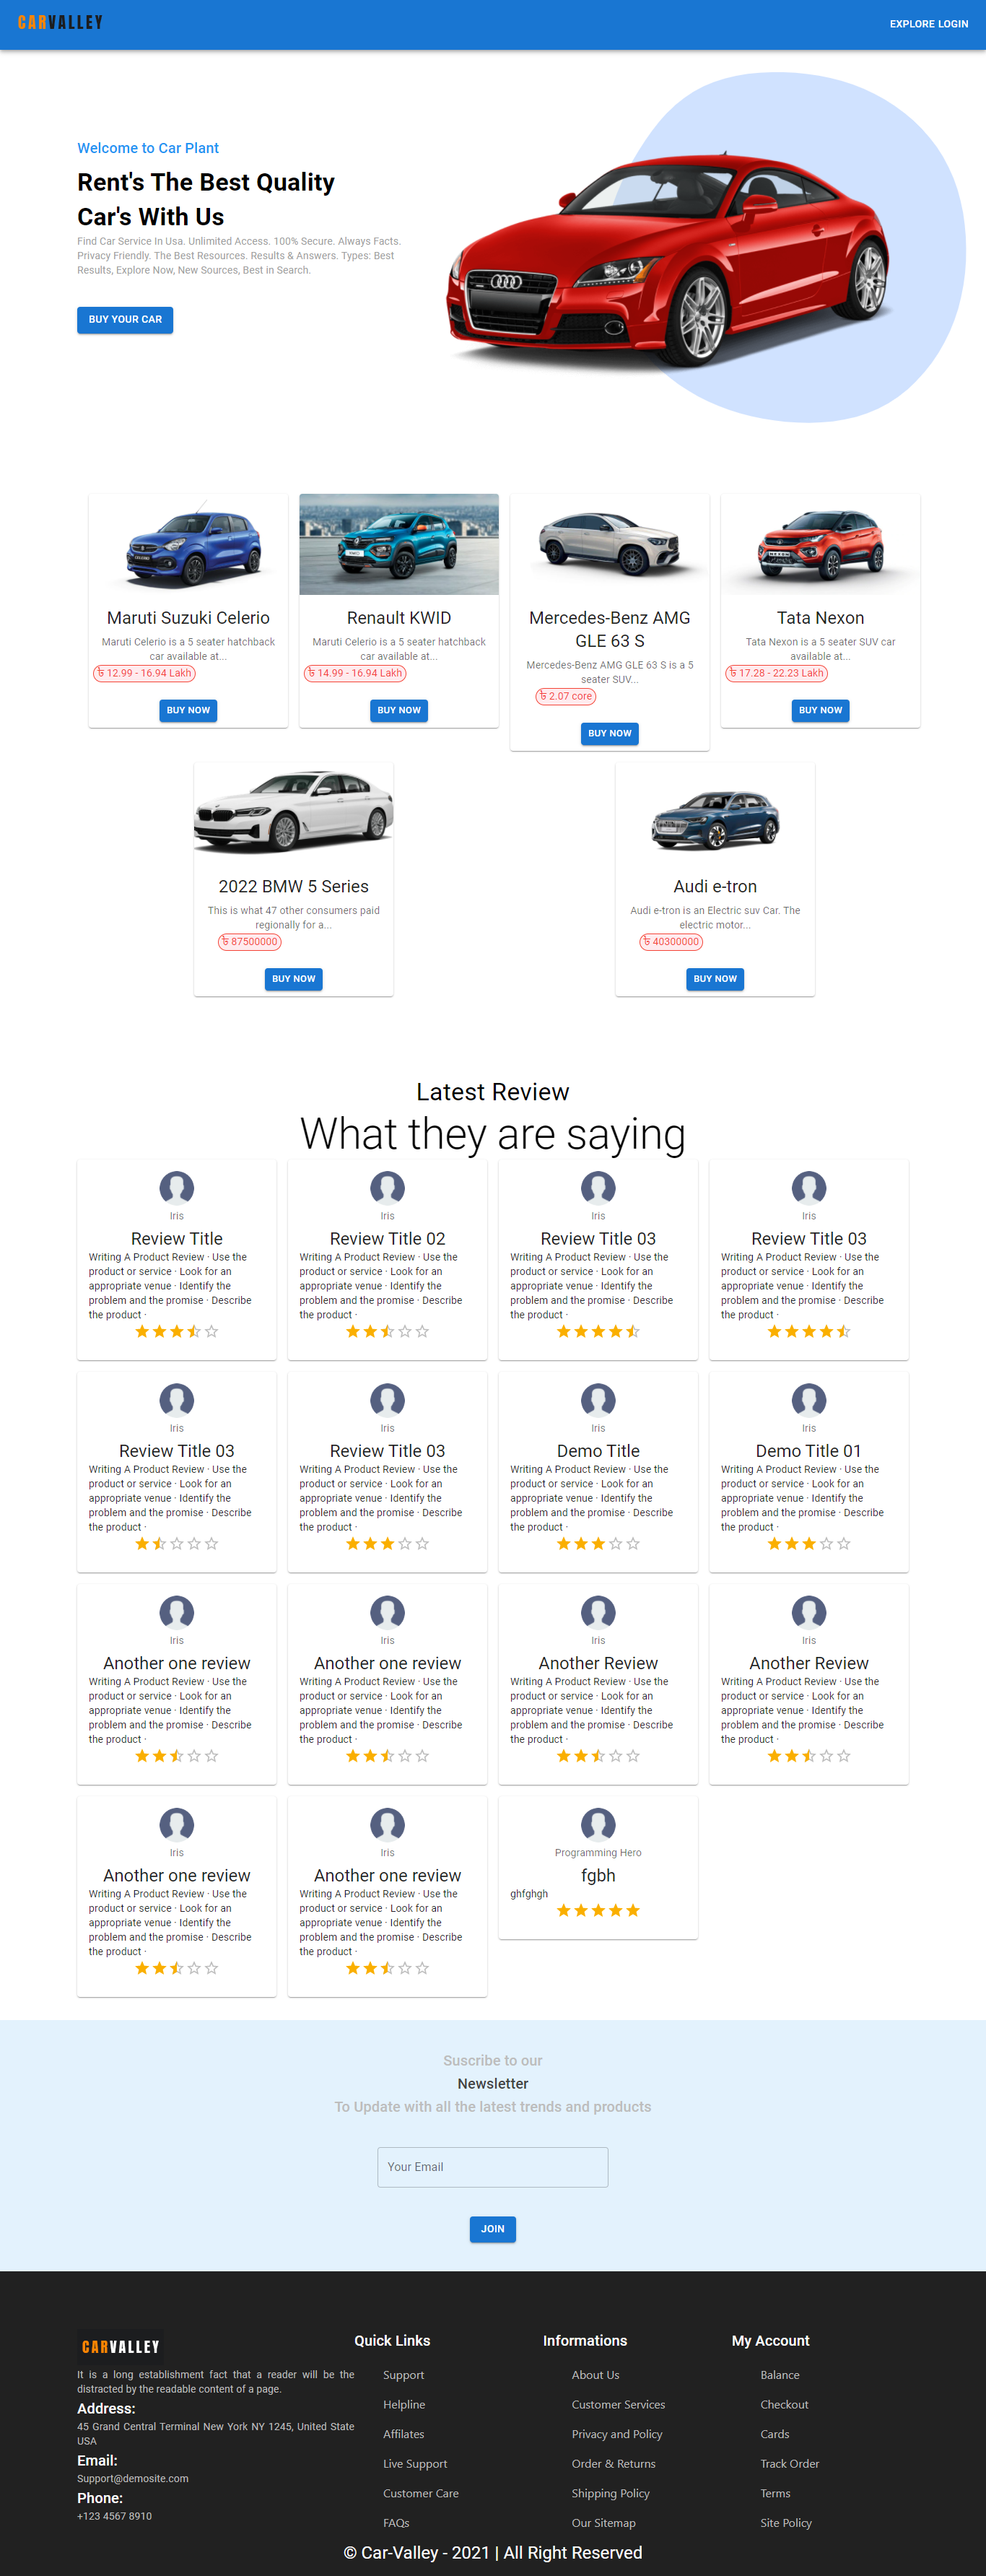 CARVALLEY
EXPLORE LOGIN
Welcome to Car Plant
Rent's The Best Quality
Car's With Us
Find Car Service In Usa. Unlimited Access. 100% Secure. Always Facts.
Privacy Friendly. The Best Resources. Results & Answers. Types: Best
Results, Explore Now, New Sources, Best in Search.
BUY YOUR CAR
Maruti Suzuki Celerio
Maruti Celerio is a 5 seater hatchback
car available at...
৳ 12.99 - 16.94 Lakh
BUY NOW
Renault KWID
Maruti Celerio is a 5 seater hatchback
car available at...
৳ 14.99 - 16.94 Lakh
BUY NOW
Mercedes-Benz AMG
GLE 63 S
Mercedes-Benz AMG GLE 63 S is a 5
seater SUV...
৳ 2.07 core
BUY NOW
Tata Nexon
Tata Nexon is a 5 seater SUV car
available at...
৳ 17.28 - 22.23 Lakh
BUY NOW
2022 BMW 5 Series
This is what 47 other consumers paid
regionally for a...
৳ 87500000
BUY NOW
Audi e-tron
Audi e-tron is an Electric suv Car. The
electric motor...
৳ 40300000
BUY NOW
Latest Review
What they are saying
Iris
Review Title
Writing A Product Review · Use the
product or service · Look for an
appropriate venue · Identify the
problem and the promise · Describe
the product ·
Iris
Review Title 02
Writing A Product Review · Use the
product or service · Look for an
appropriate venue · Identify the
problem and the promise · Describe
the product ·
Iris
Review Title 03
Writing A Product Review · Use the
product or service · Look for an
appropriate venue · Identify the
problem and the promise · Describe
the product ·
Iris
Review Title 03
Writing A Product Review · Use the
product or service · Look for an
appropriate venue · Identify the
problem and the promise · Describe
the product ·
Iris
Review Title 03
Writing A Product Review · Use the
product or service · Look for an
appropriate venue · Identify the
problem and the promise · Describe
the product ·
Iris
Review Title 03
Writing A Product Review · Use the
product or service · Look for an
appropriate venue · Identify the
problem and the promise · Describe
the product ·
Iris
Demo Title
Writing A Product Review · Use the
product or service · Look for an
appropriate venue · Identify the
problem and the promise · Describe
the product ·
Iris
Demo Title 01
Writing A Product Review · Use the
product or service · Look for an
appropriate venue · Identify the
problem and the promise · Describe
the product ·
Iris
Another one review
Writing A Product Review · Use the
product or service · Look for an
appropriate venue · Identify the
problem and the promise · Describe
the product ·
Iris
Another one review
Writing A Product Review · Use the
product or service · Look for an
appropriate venue · Identify the
problem and the promise · Describe
the product ·
Iris
Another Review
Writing A Product Review · Use the
product or service · Look for an
appropriate venue · Identify the
problem and the promise · Describe
the product ·
Iris
Another Review
Writing A Product Review · Use the
product or service · Look for an
appropriate venue · Identify the
problem and the promise · Describe
the product ·
Iris
Another one review
Writing A Product Review · Use the
product or service · Look for an
appropriate venue · Identify the
problem and the promise · Describe
the product ·
Iris
Another one review
Writing A Product Review · Use the
product or service · Look for an
appropriate venue · Identify the
problem and the promise · Describe
the product ·
Programming Hero
fgbh
ghfghgh
Suscribe to our
Newsletter
To Update with all the latest trends and products
Your Email
JOIN
CARVALLEY
It is a long establishment fact that a reader will be the
distracted by the readable content of a page.
Address:
45 Grand Central Terminal New York NY 1245, United State
USA
Email:
Support@demosite.com
Phone:
+123 4567 8910
Quick Links
Support
Helpline
Affilates
Live Support
Customer Care
FAQs
Informations
About Us
Customer Services
Privacy and Policy
Order & Returns
Shipping Policy
Our Sitemap
My Account
Balance
Checkout
Cards
Track Order
Terms
Site Policy
© Car-Valley - 2021 | All Right Reserved